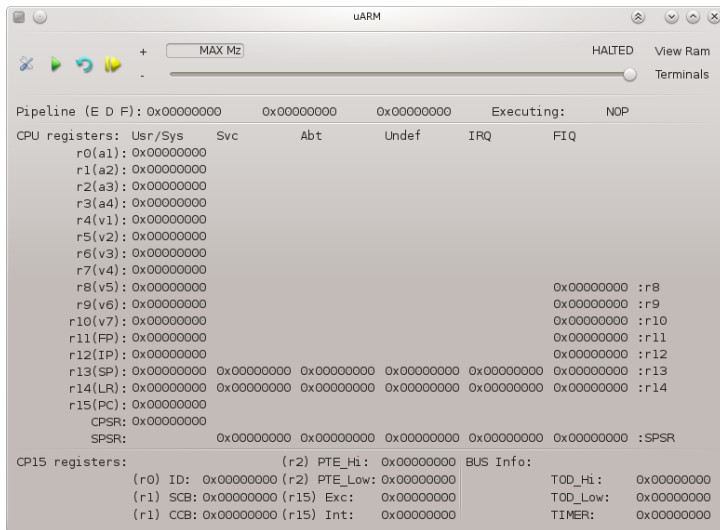 uARM
+ MAX Mz HALTED View Ram
- Terminals
Pipeline (E D F): 0x00000000 0x00000000 0x00000000 Executing: NOP
CPU registers: Usr/Sys Svc Abt Undef IRQ FIQ
r0(a1): 0x00000000
r1(a2): 0x00000000
r2(a3): 0x00000000
r3(a4): 0x00000000
r4(v1): 0x00000000
r5(v2): 0x00000000
r6(v3): 0x00000000
r7(v4): 0x00000000
r8(v5): 0x00000000 0x00000000 :r8
r9(v6): 0x00000000 0x00000000 :r9
r10(v7): 0x00000000 0x00000000 :r10
r11(FP): 0x00000000 0x00000000 :r11
r12(IP): 0x00000000 0x00000000 :r12
r13(SP): 0x00000000 0x00000000 0x00000000 0x00000000 0x00000000 0x00000000 :r13
r14(LR): 0x00000000 0x00000000 0x00000000 0x00000000 0x00000000 0x00000000 :r14
r15(PC): 0x00000000
CPSR: 0x00000000
SPSR: 0x00000000 0x00000000 0x00000000 0x00000000 0x00000000 :SPSR
CP15 registers: (r2) PTE_Hi: 0x00000000 BUS Info:
(r0) ID: 0x00000000 (r2) PTE_Low: 0x00000000 TOD_Hi: 0x00000000
(r1) SCB: 0x00000000 (r15) Exc: 0x00000000 TOD_Low: 0x00000000
(r1) CCB: 0x00000000 (r15) Int: 0x00000000 TIMER: 0x00000000